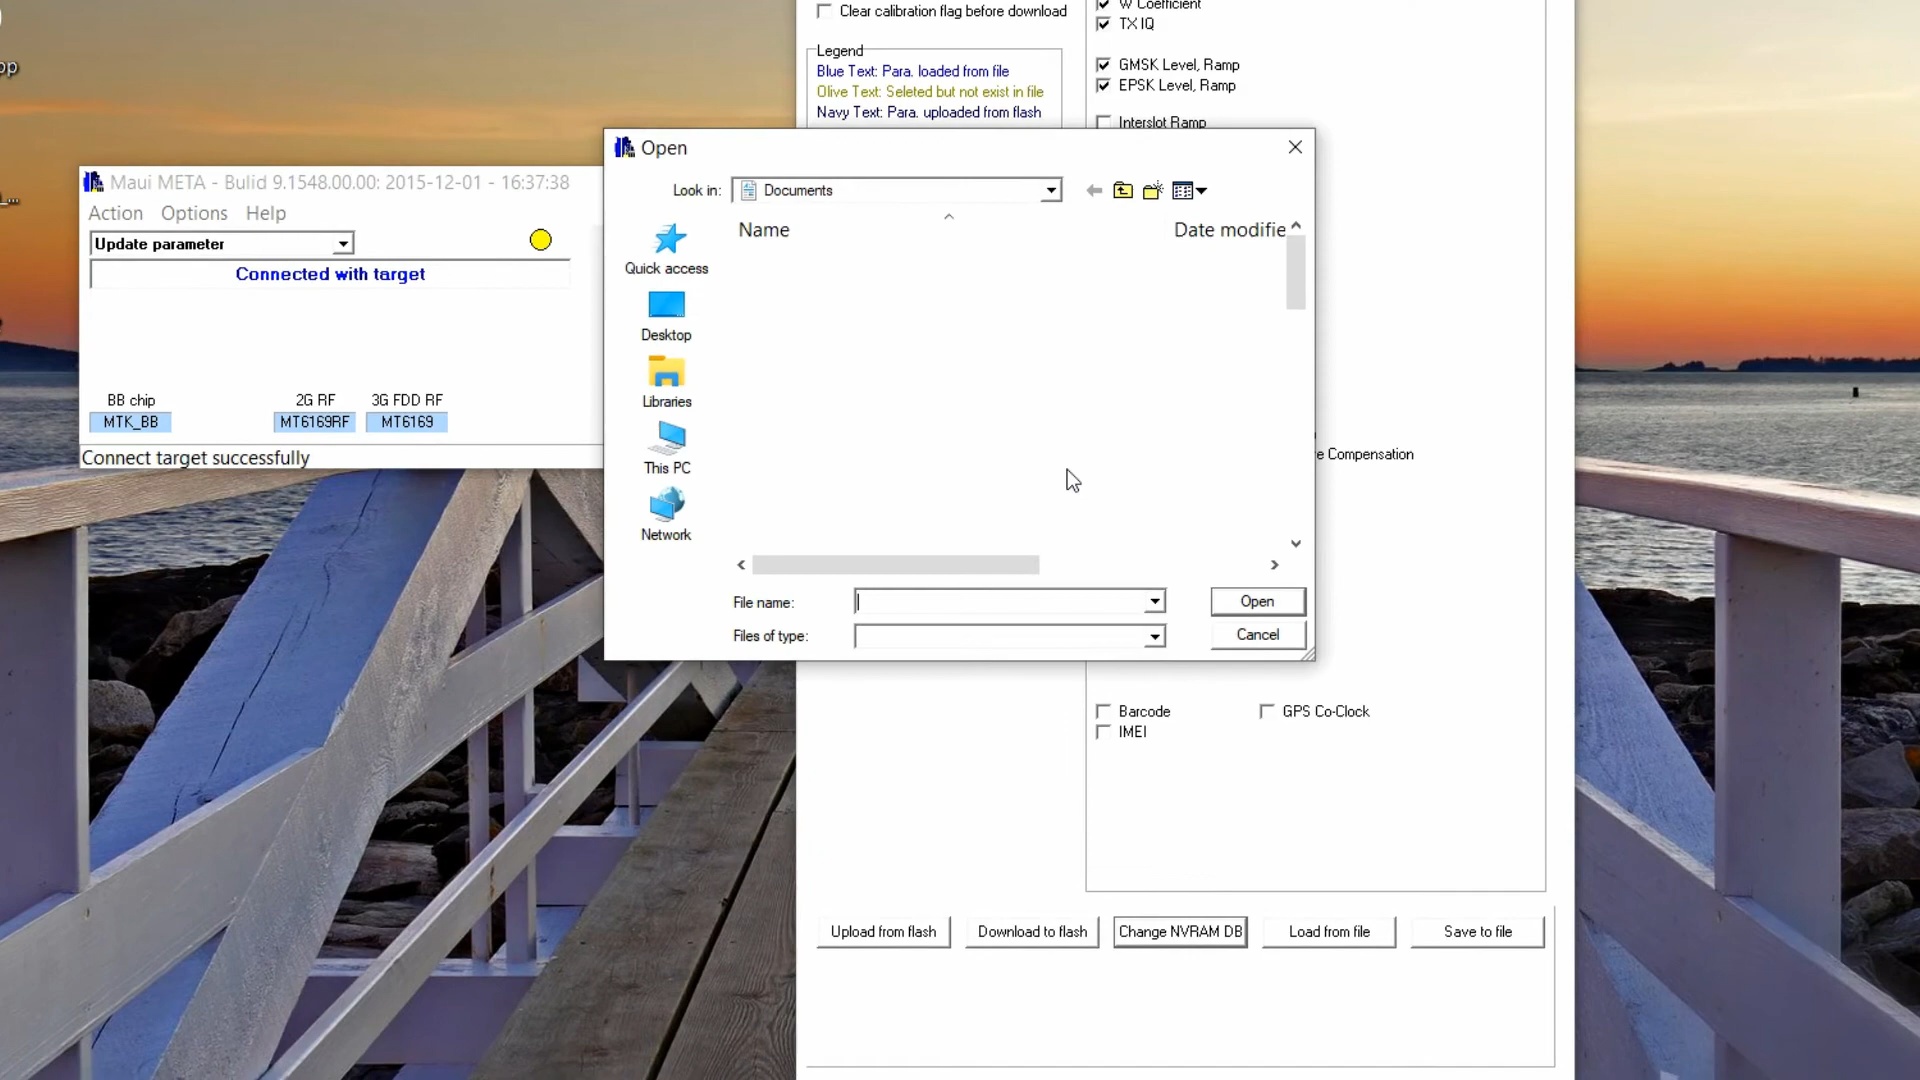 Clear calibration flag before download
W Coefficient
TX IQ
Legend
Blue Text: Para. loaded from file
Olive Text: Seleted but not exist in file
Navy Text: Para. uploaded from flash
GMSK Level, Ramp
EPSK Level, Ramp
Interslot Ramp
Open
Look in:
Documents
Name
Date modifie
Quick access
Desktop
Libraries
This PC
Network
File name:
Open
Files of type:
Cancel
Maui META - Bulid 9.1548.00.00: 2015-12-01 - 16:37:38
Action Options Help
Update parameter
Connected with target
BB chip
2G RF
3G FDD RF
MTK_BB
MT6169RF
MT6169
Connect target successfully
e Compensation
Barcode
GPS Co-Clock
IMEI
Upload from flash
Download to flash
Change NVRAM DB
Load from file
Save to file